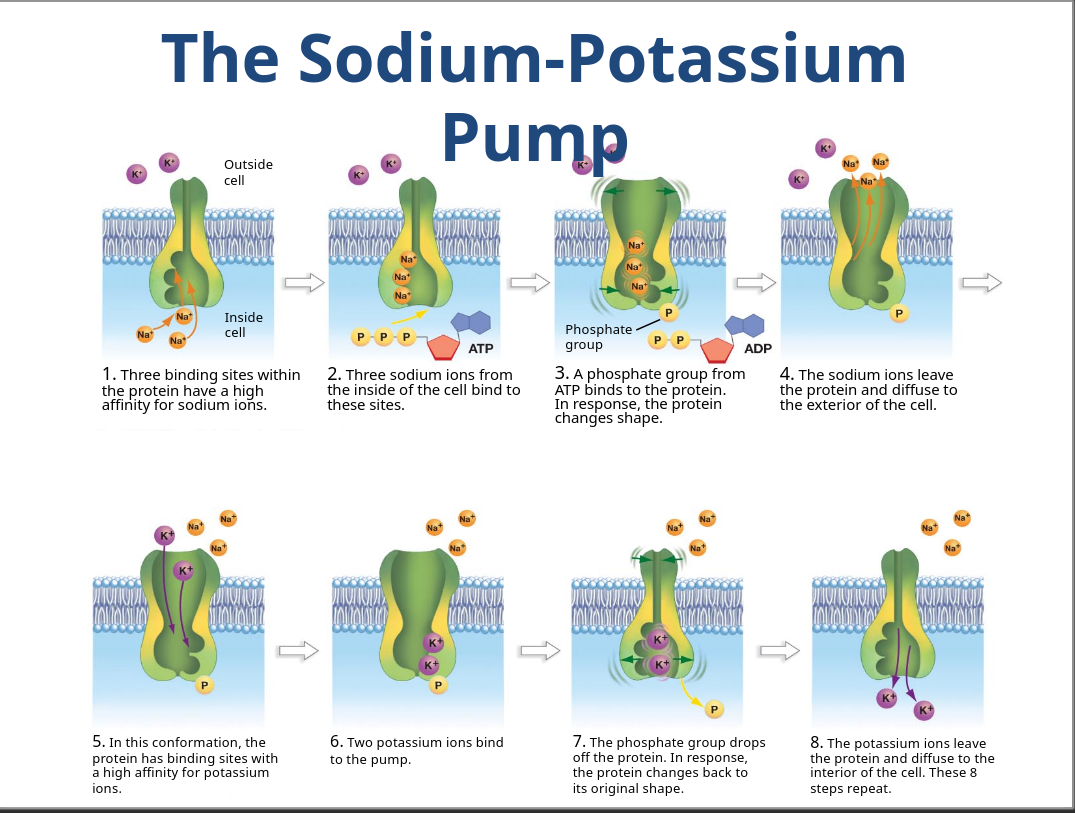 The Sodium-Potassium
Pump
K⁺ K⁺
Outside
cell
Na⁺
Na⁺
Na⁺
Inside
cell
1. Three binding sites within
the protein have a high
affinity for sodium ions.
K⁺ K⁺
Na⁺
Na⁺
Na⁺
P P P
ATP
2. Three sodium ions from
the inside of the cell bind to
these sites.
K⁺ K⁺
Na⁺
Na⁺
Na⁺
P
Phosphate
group
P P
ADP
3. A phosphate group from
ATP binds to the protein.
In response, the protein
changes shape.
K⁺
K⁺
Na⁺ Na⁺
Na⁺
P
4. The sodium ions leave
the protein and diffuse to
the exterior of the cell.
K⁺ Na⁺ Na⁺
Na⁺
K⁺
P
5. In this conformation, the
protein has binding sites with
a high affinity for potassium
ions.
Na⁺ Na⁺
Na⁺
K⁺
K⁺
P
6. Two potassium ions bind
to the pump.
Na⁺ Na⁺
Na⁺
K⁺
K⁺
P
7. The phosphate group drops
off the protein. In response,
the protein changes back to
its original shape.
Na⁺ Na⁺
Na⁺
K⁺
K⁺
8. The potassium ions leave
the protein and diffuse to the
interior of the cell. These 8
steps repeat.